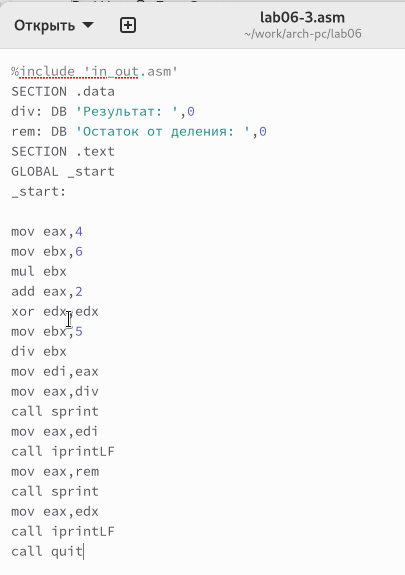 Открыть
lab06-3.asm
~/work/arch-pc/lab06
%include 'in_out.asm'
SECTION .data
div: DB 'Результат: ',0
rem: DB 'Остаток от деления: ',0
SECTION .text
GLOBAL _start
_start:
mov eax,4
mov ebx,6
mul ebx
add eax,2
xor edx,edx
mov ebx,5
div ebx
mov edi,eax
mov eax,div
call sprint
mov eax,edi
call iprintLF
mov eax,rem
call sprint
mov eax,edx
call iprintLF
call quit